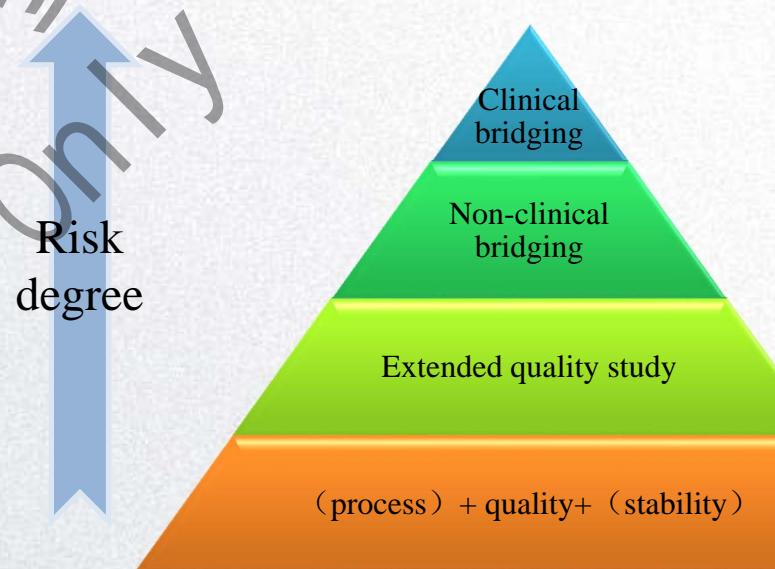 Only
Risk
degree
Clinical
bridging
Non-clinical
bridging
Extended quality study
（process）+ quality+（stability）